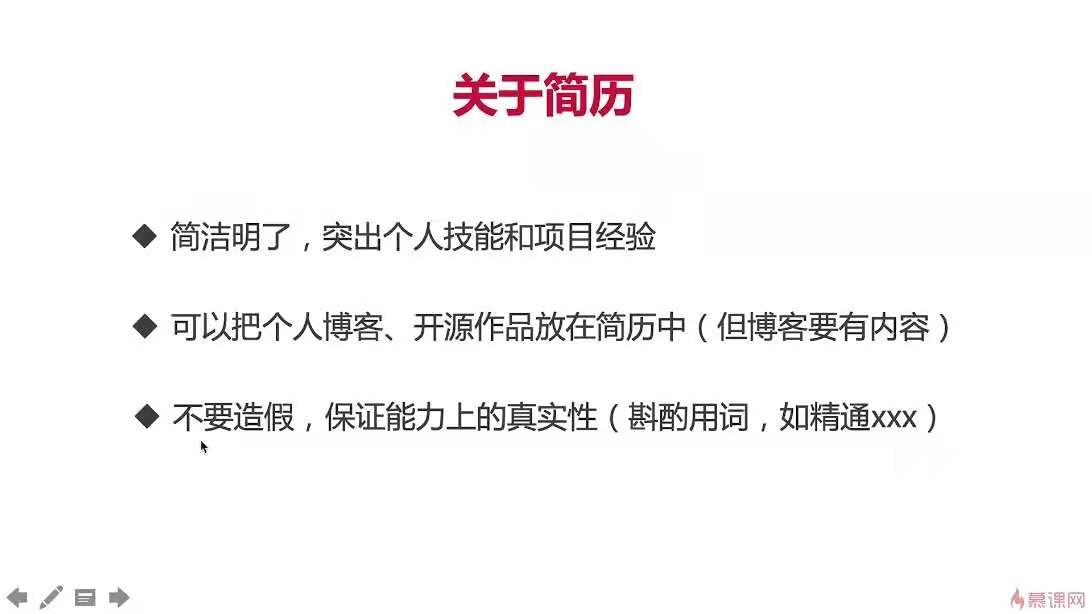 关于简历
◆ 简洁明了，突出个人技能和项目经验
◆ 可以把个人博客、开源作品放在简历中（但博客要有内容）
◆ 不要造假，保证能力上的真实性（斟酌用词，如精通xxx）
慕课网